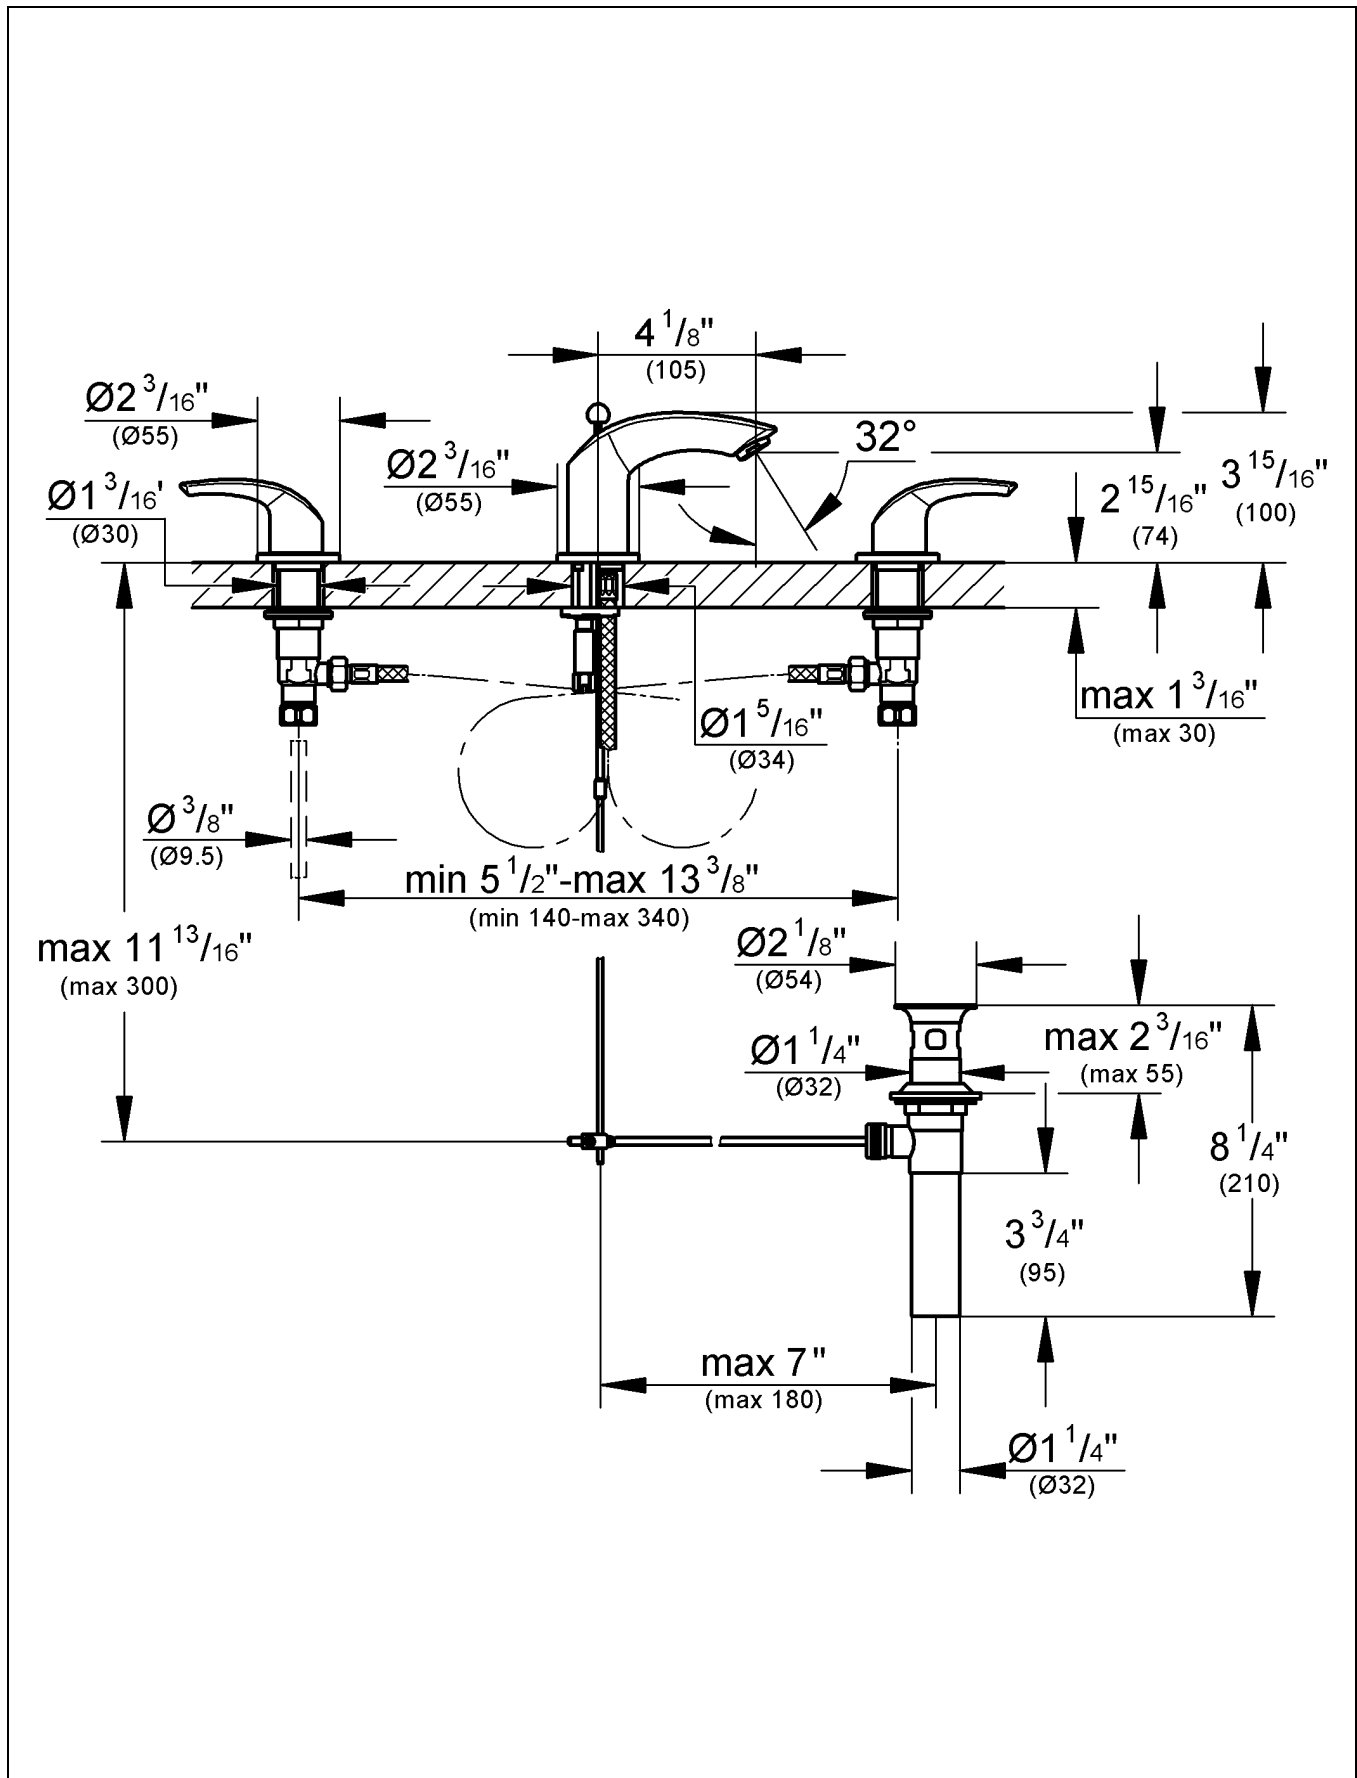 4 1/8"
(105)
Ø2 3/16"
(Ø55)
32°
Ø2 3/16"
(Ø55)
3 15/16"
(100)
Ø1 3/16'
(Ø30)
2 15/16"
(74)
max 1 3/16"
(max 30)
Ø1 5/16"
(Ø34)
Ø 3/8"
(Ø9.5)
min 5 1/2"-max 13 3/8"
(min 140-max 340)
max 11 13/16"
(max 300)
Ø2 1/8"
(Ø54)
Ø1 1/4"
(Ø32)
max 2 3/16"
(max 55)
8 1/4"
(210)
3 3/4"
(95)
max 7"
(max 180)
Ø1 1/4"
(Ø32)